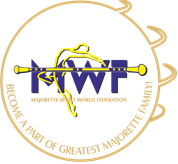 MWF
MAJORETTE SPORT WORLD FEDERATION
BECOME A PART OF GREATEST MAJORETTE FAMILY!